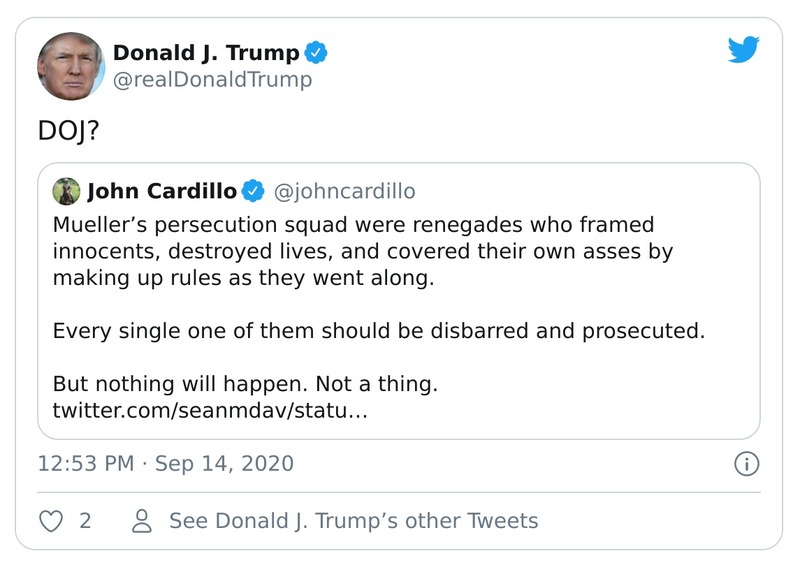 Donald J. Trump
@realDonaldTrump
DOJ?
John Cardillo @johncardillo
Mueller’s persecution squad were renegades who framed
innocents, destroyed lives, and covered their own asses by
making up rules as they went along.
Every single one of them should be disbarred and prosecuted.
But nothing will happen. Not a thing.
twitter.com/seanmdav/statu…
12:53 PM · Sep 14, 2020
2 See Donald J. Trump’s other Tweets